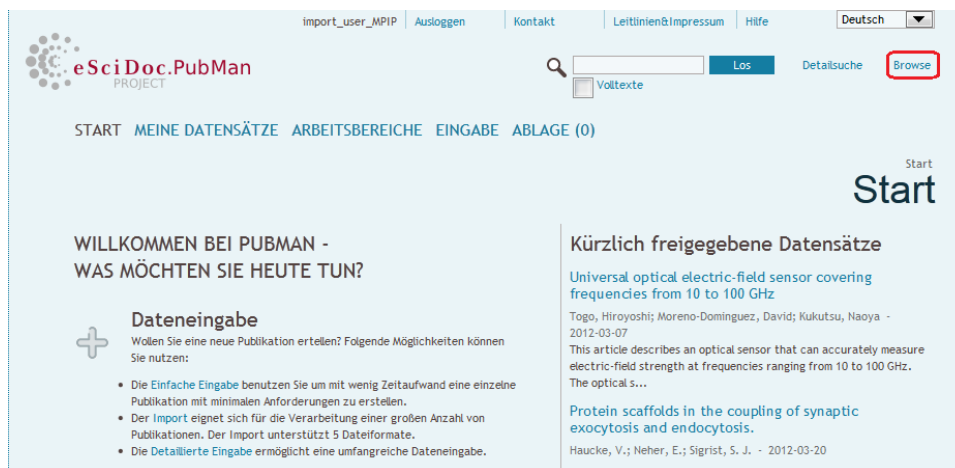 import_user_MPIP Ausloggen Kontakt Leitlinien&Impressum Hilfe Deutsch
eSciDoc.PubMan
PROJECT
Los Detailsuche Browse
Volltexte
START MEINE DATENSÄTZE ARBEITSBEREICHE EINGABE ABLAGE (0)
Start
Start
WILLKOMMEN BEI PUBMAN -
WAS MÖCHTEN SIE HEUTE TUN?
Dateneingabe
Wollen Sie eine neue Publikation ertellen? Folgende Möglichkeiten können
Sie nutzen:
• Die Einfache Eingabe benutzen Sie um mit wenig Zeitaufwand eine einzelne
Publikation mit minimalen Anforderungen zu erstellen.
• Der Import eignet sich für die Verarbeitung einer großen Anzahl von
Publikationen. Der Import unterstützt 5 Dateiformate.
• Die Detaillierte Eingabe ermöglicht eine umfangreiche Dateneingabe.
Kürzlich freigegebene Datensätze
Universal optical electric-field sensor covering
frequencies from 10 to 100 GHz
Togo, Hiroyoshi; Moreno-Dominguez, David; Kukutsu, Naoya -
2012-03-07
This article describes an optical sensor that can accurately measure
electric-field strength at frequencies ranging from 10 to 100 GHz.
The optical s...
Protein scaffolds in the coupling of synaptic
exocytosis and endocytosis.
Haucke, V.; Neher, E.; Sigrist, S. J. - 2012-03-20